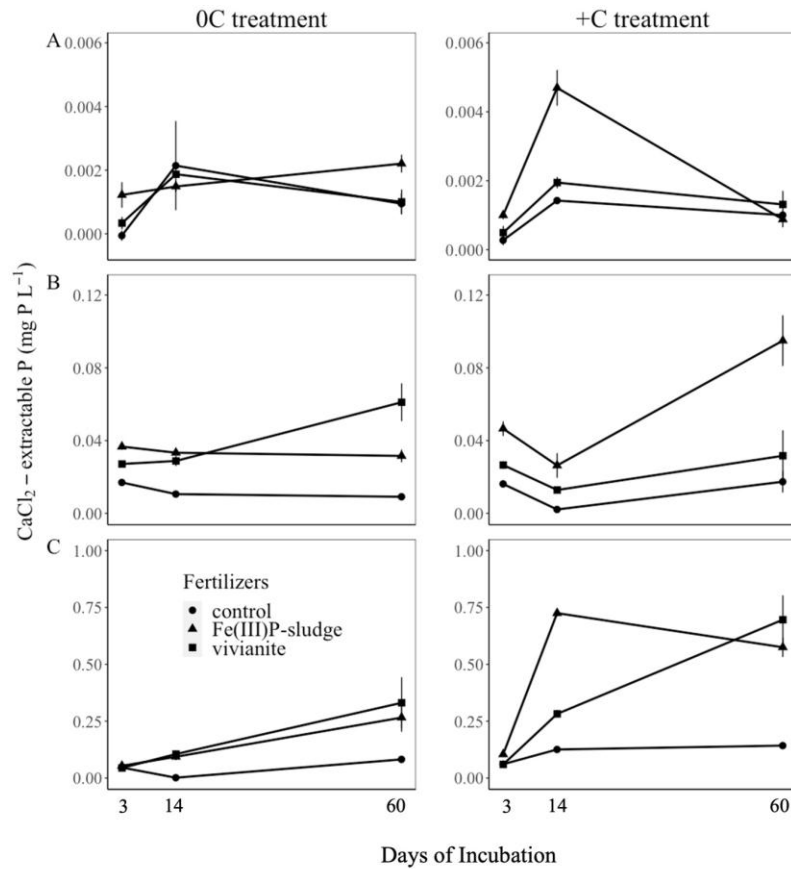 0C treatment
+C treatment
A
0.006
0.004
0.002
0.000
0.006
0.004
0.002
0.000
B
0.12
0.08
0.04
0.00
0.12
0.08
0.04
0.00
C
1.00
0.75
0.50
0.25
0.00
Fertilizers
control
Fe(III)P-sludge
vivianite
1.00
0.75
0.50
0.25
0.00
CaCl₂ – extractable P (mg P L⁻¹)
3 14 60
3 14 60
Days of Incubation